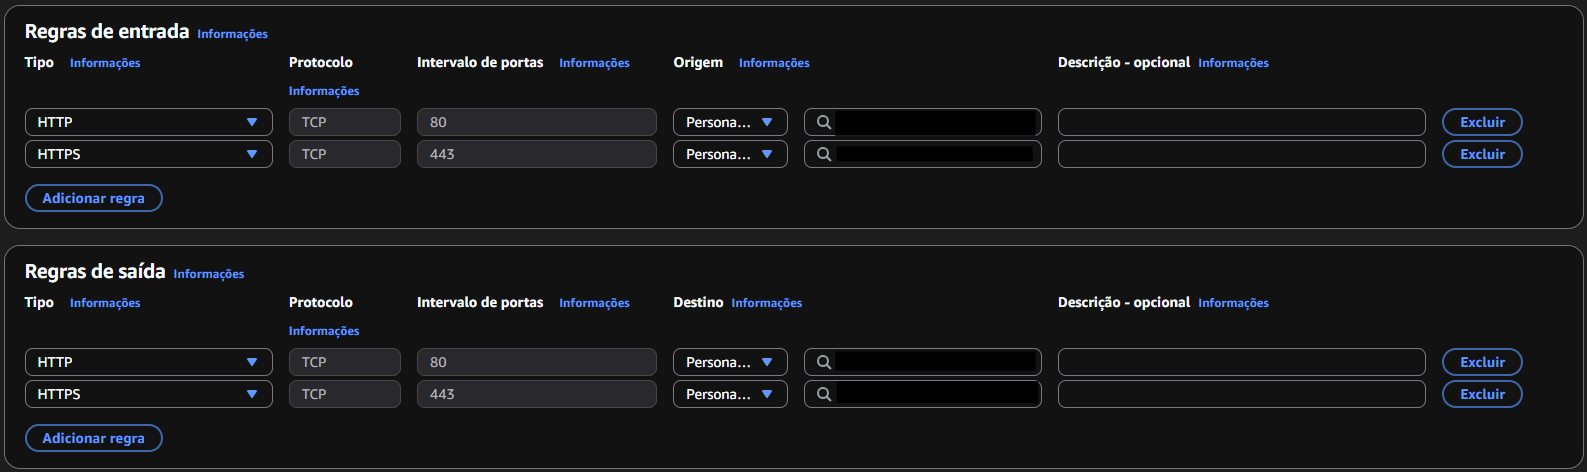 Regras de entrada Informações
Tipo Informações Protocolo Intervalo de portas Informações Origem Informações Descrição - opcional Informações
Informações
HTTP TCP 80 Persona... Excluir
HTTPS TCP 443 Persona... Excluir
Adicionar regra
Regras de saída Informações
Tipo Informações Protocolo Intervalo de portas Informações Destino Informações Descrição - opcional Informações
Informações
HTTP TCP 80 Persona... Excluir
HTTPS TCP 443 Persona... Excluir
Adicionar regra